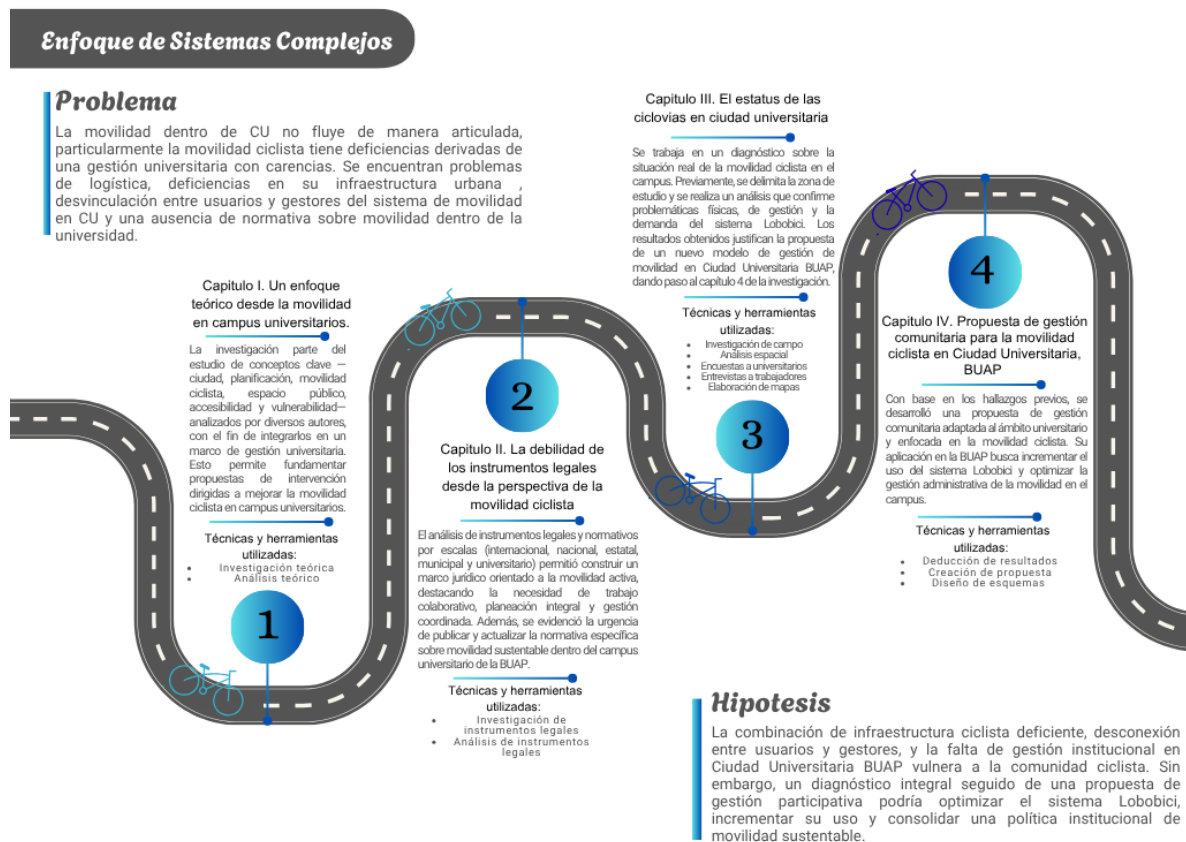 Enfoque de Sistemas Complejos
Problema
La movilidad dentro de CU no fluye de manera articulada,
particularmente la movilidad ciclista tiene deficiencias derivadas de
una gestión universitaria con carencias. Se encuentran problemas
de logística, deficiencias en su infraestructura urbana ,
desvinculación entre usuarios y gestores del sistema de movilidad
en CU y una ausencia de normativa sobre movilidad dentro de la
universidad.
Capitulo I. Un enfoque
teórico desde la movilidad
en campus universitarios.
La investigación parte del
estudio de conceptos clave —
ciudad, planificación, movilidad
ciclista, espacio público,
accesibilidad y vulnerabilidad—
analizados por diversos autores,
con el fin de integrarlos en un
marco de gestión universitaria.
Esto permite fundamentar
propuestas de intervención
dirigidas a mejorar la movilidad
ciclista en campus universitarios.
Técnicas y herramientas
utilizadas:
• Investigación teórica
• Análisis teórico
1
2
Capitulo II. La debilidad de
los instrumentos legales
desde la perspectiva de la
movilidad ciclista
El análisis de instrumentos legales y normativos
por escalas (internacional, nacional, estatal,
municipal y universitario) permitió construir un
marco jurídico orientado a la movilidad activa,
destacando la necesidad de trabajo
colaborativo, planeación integral y gestión
coordinada. Además, se evidenció la urgencia
de publicar y actualizar la normativa específica
sobre movilidad sustentable dentro del campus
universitario de la BUAP.
Técnicas y herramientas
utilizadas:
• Investigación de
instrumentos legales
• Análisis de instrumentos
legales
Capitulo III. El estatus de las
ciclovias en ciudad universitaria
Se trabaja en un diagnóstico sobre la
situación real de la movilidad ciclista en el
campus. Previamente, se delimita la zona de
estudio y se realiza un análisis que confirme
problemáticas físicas, de gestión y la
demanda del sistema Lobobici. Los
resultados obtenidos justifican la propuesta
de un nuevo modelo de gestión de
movilidad en Ciudad Universitaria BUAP,
dando paso al capítulo 4 de la investigación.
Técnicas y herramientas
utilizadas:
• Investigación de campo
• Análisis espacial
• Encuestas a universitarios
• Entrevistas a trabajadores
• Elaboración de mapas
3
4
Capitulo IV. Propuesta de gestión
comunitaria para la movilidad
ciclista en Ciudad Universitaria,
BUAP
Con base en los hallazgos previos, se
desarrolló una propuesta de gestión
comunitaria adaptada al ámbito universitario
y enfocada en la movilidad ciclista. Su
aplicación en la BUAP busca incrementar el
uso del sistema Lobobici y optimizar la
gestión administrativa de la movilidad en el
campus.
Técnicas y herramientas
utilizadas:
• Deducción de resultados
• Creación de propuesta
• Diseño de esquemas
Hipotesis
La combinación de infraestructura ciclista deficiente, desconexión
entre usuarios y gestores, y la falta de gestión institucional en
Ciudad Universitaria BUAP vulnera a la comunidad ciclista. Sin
embargo, un diagnóstico integral seguido de una propuesta de
gestión participativa podría optimizar el sistema Lobobici,
incrementar su uso y consolidar una política institucional de
movilidad sustentable.